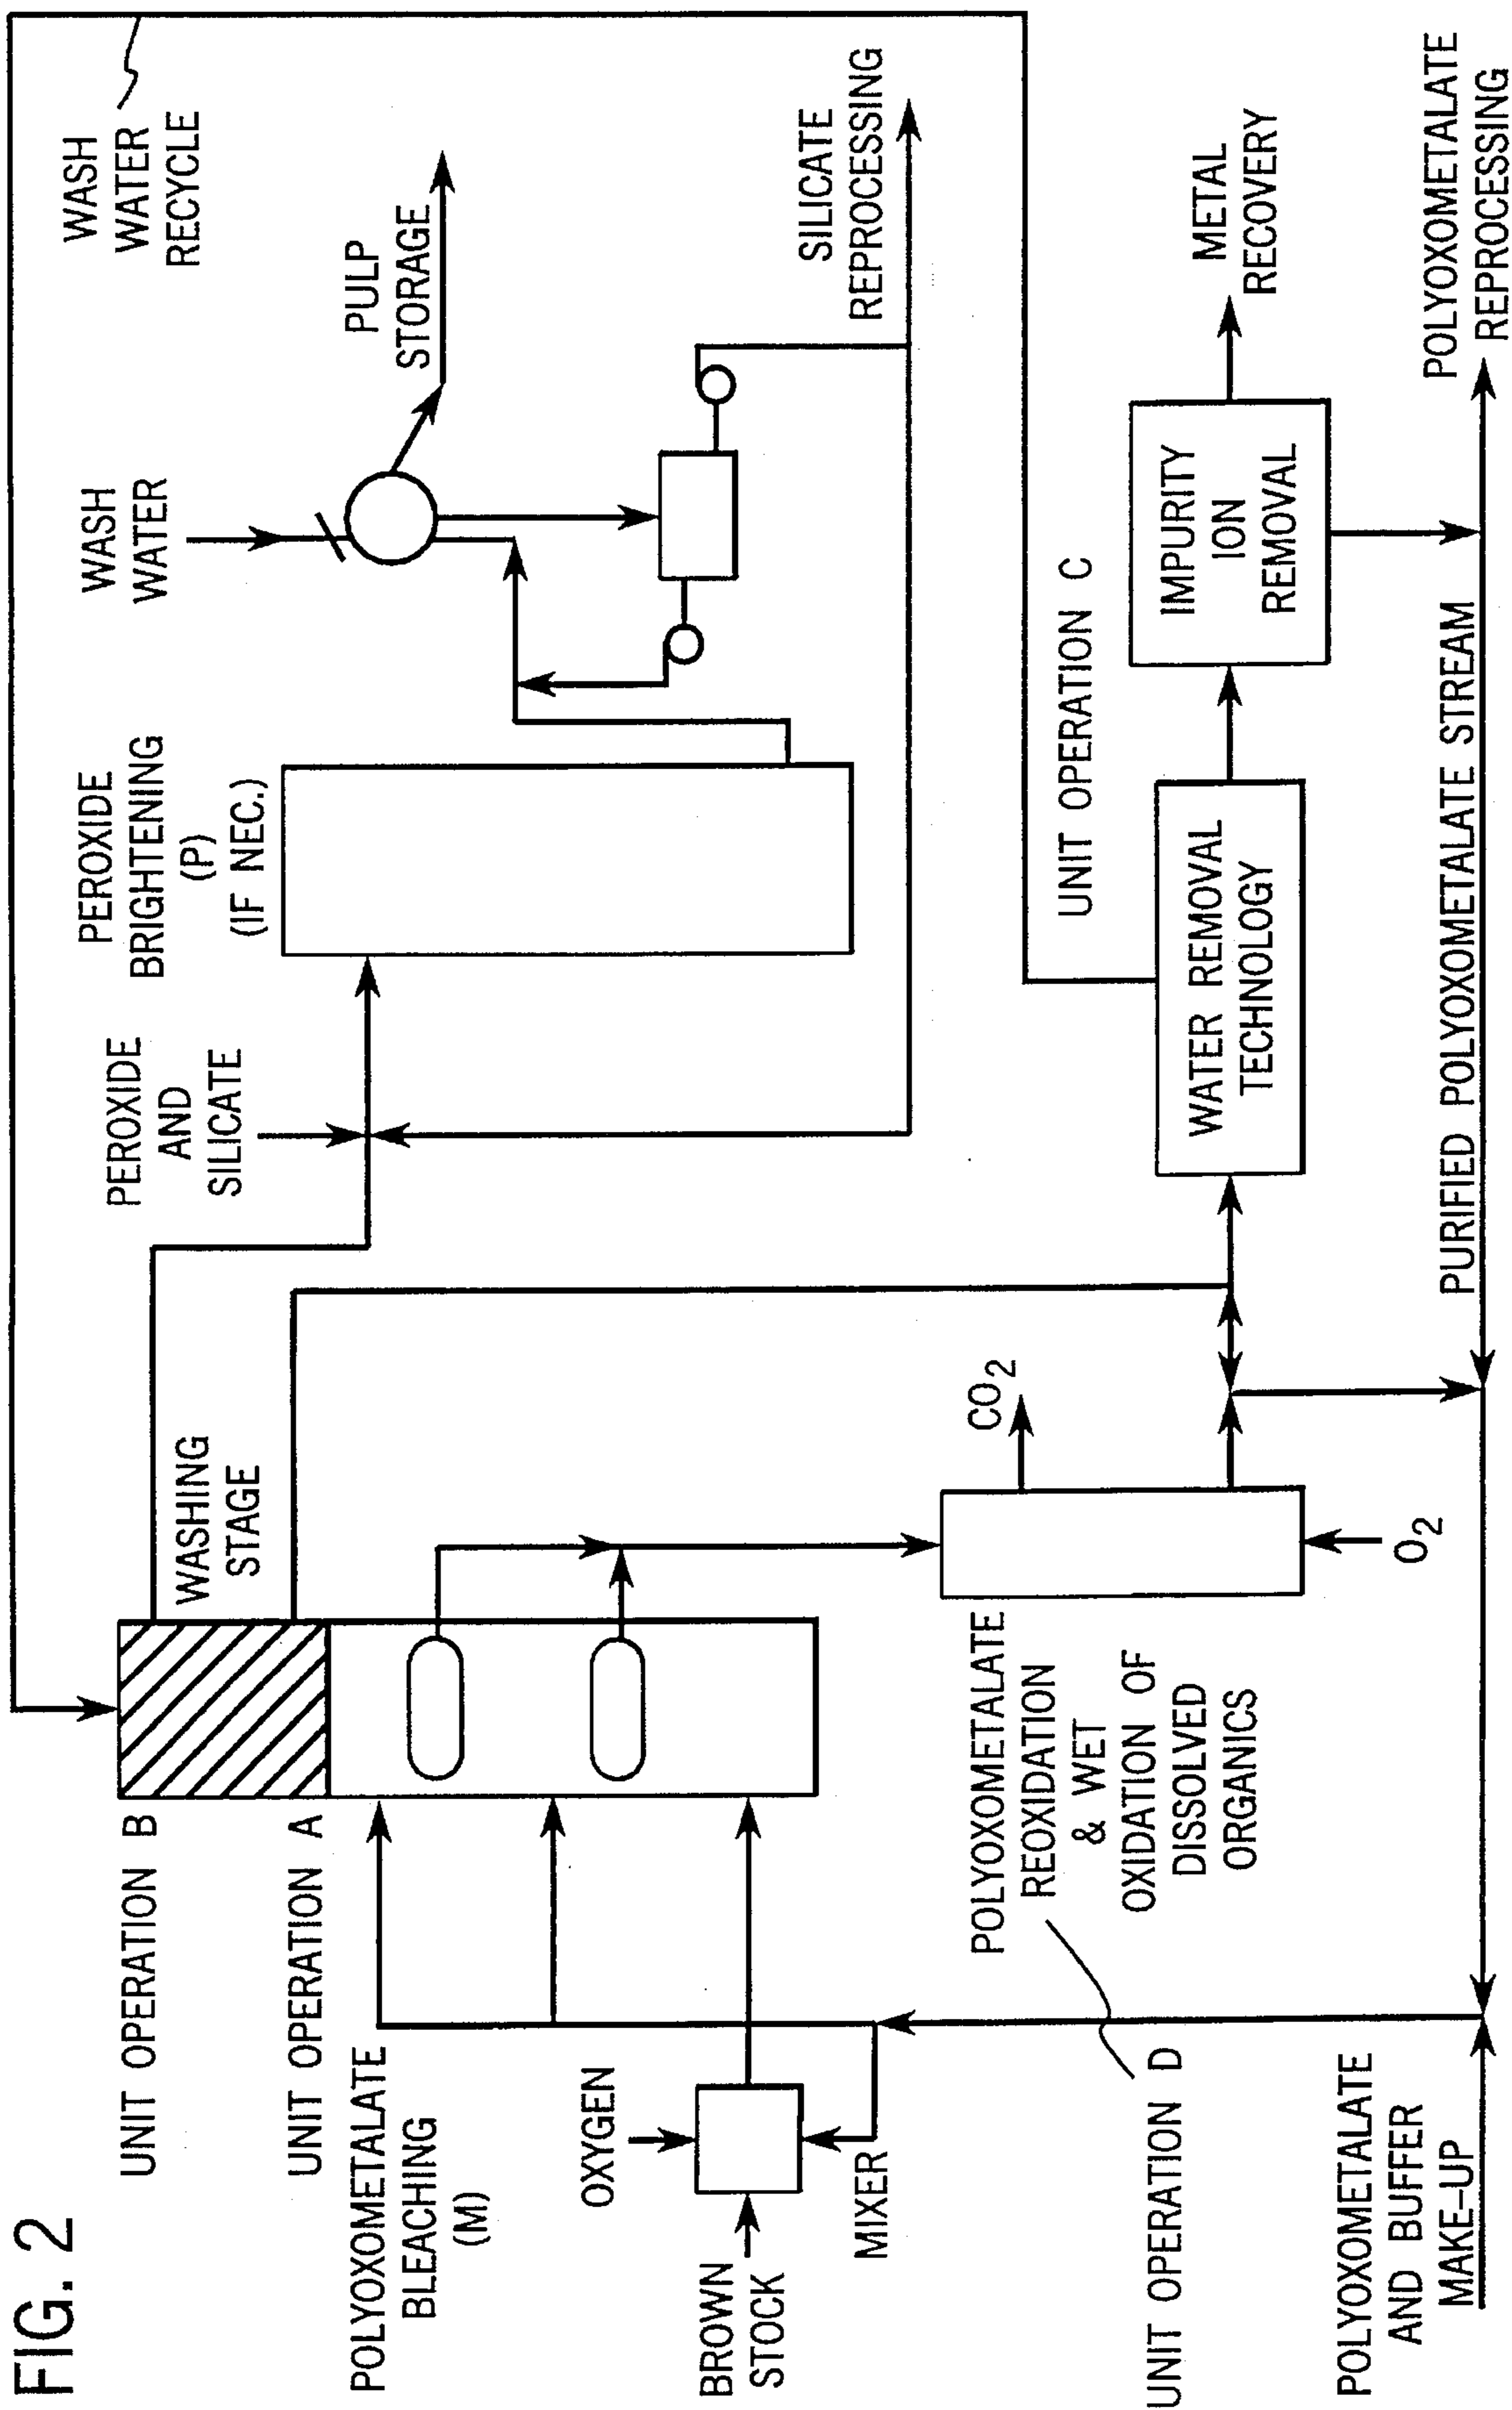 FIG. 2
UNIT OPERATION B
UNIT OPERATION A
POLYOXOMETALATE
BLEACHING
(M)
OXYGEN
BROWN
STOCK
MIXER
UNIT OPERATION D
POLYOXOMETALATE
AND BUFFER
MAKE-UP
WASHING
STAGE
POLYOXOMETALATE
REOXIDATION
& WET
OXIDATION OF
DISSOLVED
ORGANICS
CO2
O2
PEROXIDE
AND
SILICATE
PEROXIDE
BRIGHTENING
(P)
(IF NEC.)
WASH
WATER
WASH
WATER
RECYCLE
PULP
STORAGE
SILICATE
REPROCESSING
UNIT OPERATION C
WATER REMOVAL
TECHNOLOGY
IMPURITY
ION
REMOVAL
METAL
RECOVERY
PURIFIED POLYOXOMETALATE STREAM
POLYOXOMETALATE
REPROCESSING